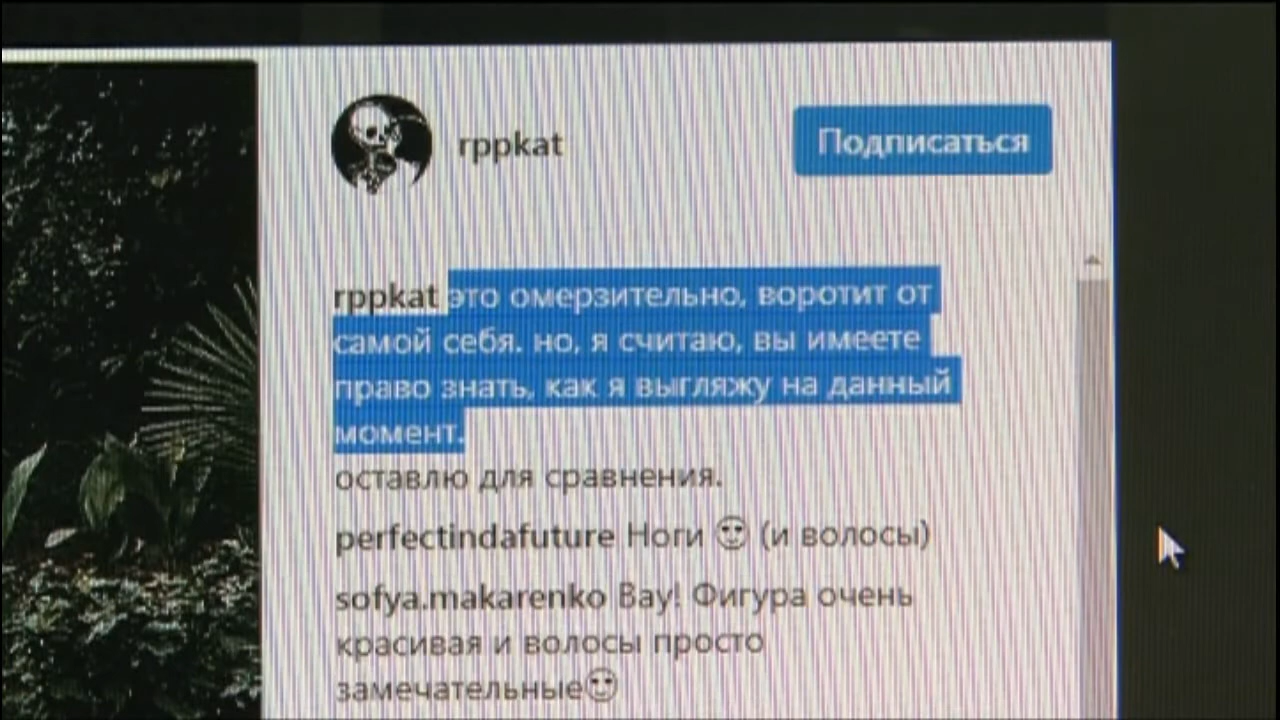 rppkat
Подписаться
rppkat это омерзительно, воротит от
самой себя. но, я считаю, вы имеете
право знать, как я выгляжу на данный
момент.
оставлю для сравнения.
perfectindafuture Ноги 😍 (и волосы)
sofya.makarenko Вау! Фигура очень
красивая и волосы просто
замечательные😍